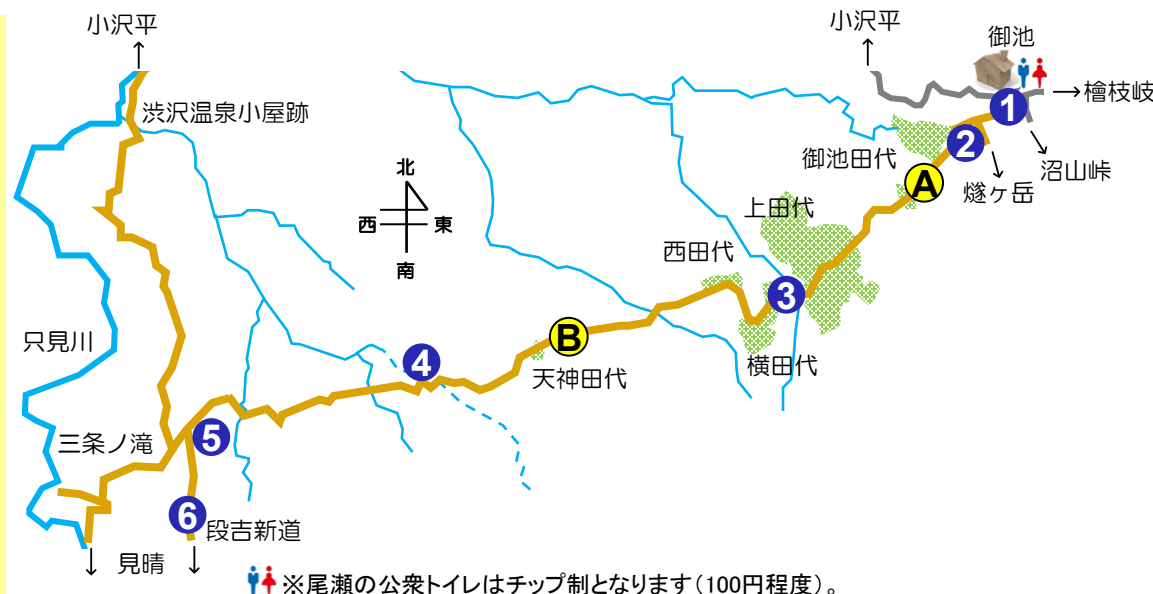 小沢平
小沢平
御池
→檜枝岐
1
渋沢温泉小屋跡
2
御池田代
沼山峠
A
燧ヶ岳
北
西 東
南
上田代
西田代
3
只見川
B
横田代
4
天神田代
三条ノ滝
5
6
段吉新道
見晴
※尾瀬の公衆トイレはチップ制となります(100円程度)。